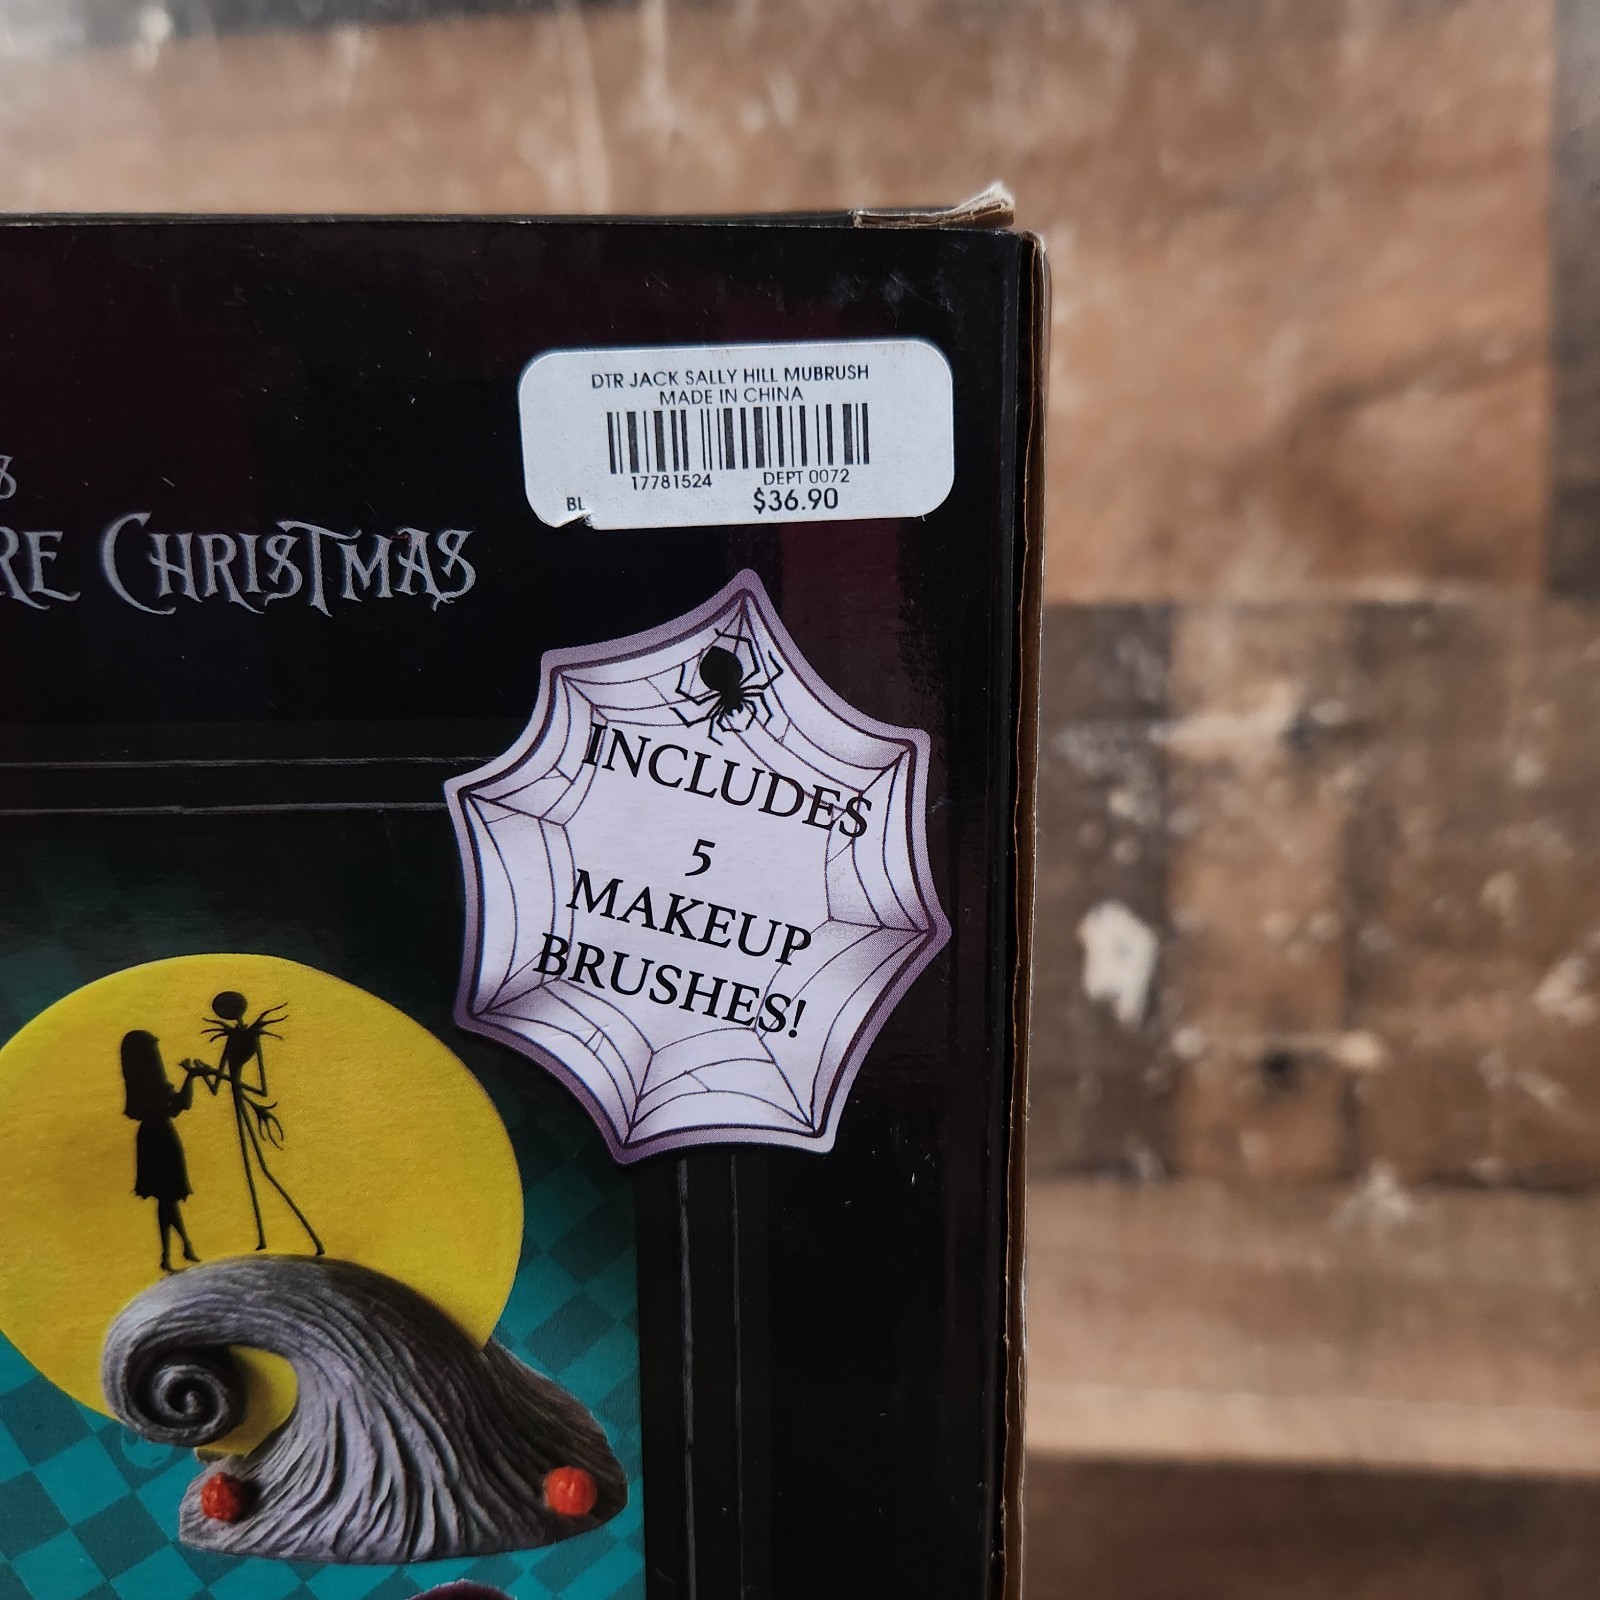 DTR JACK SALLY HILL MUBRUSH
MADE IN CHINA
17781524 DEPT 0072
BL $36.90
CHRISTMAS
INCLUDES
5
MAKEUP
BRUSHES!